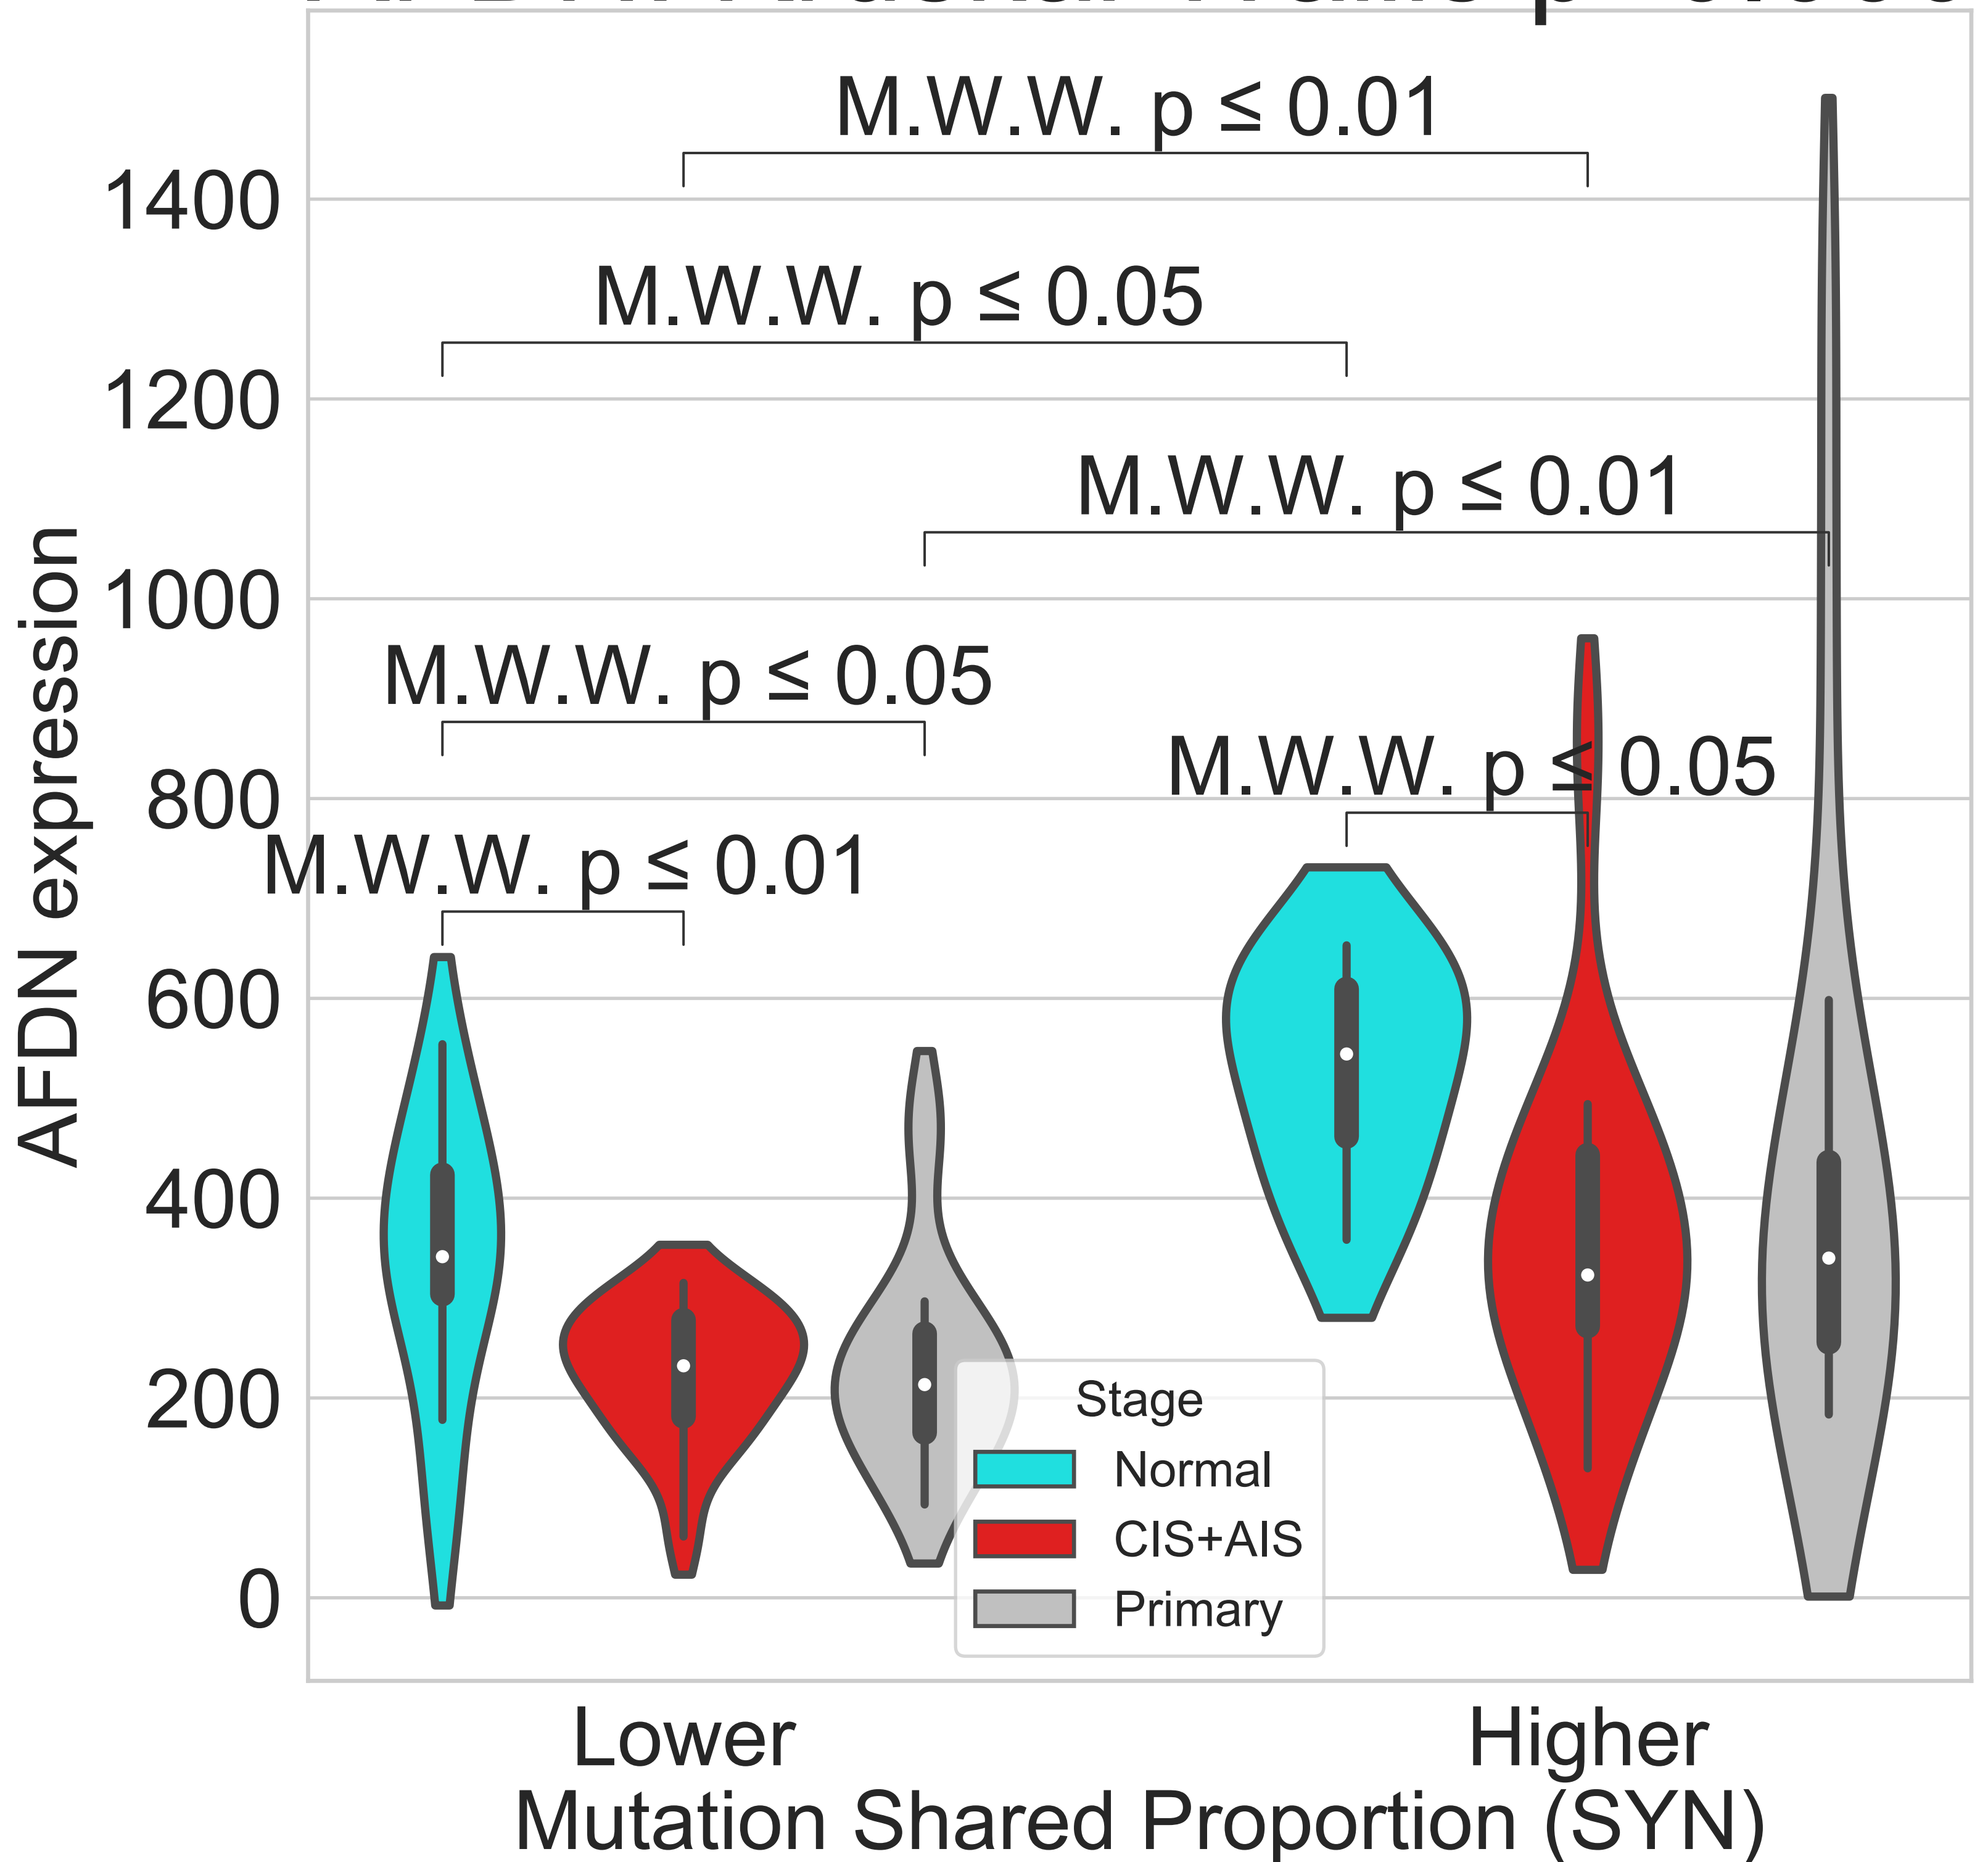 M.W.W. p ≤ 0.01
1400
M.W.W. p ≤ 0.05
1200
M.W.W. p ≤ 0.01
1000
M.W.W. p ≤ 0.05
M.W.W. p ≤ 0.05
800
M.W.W. p ≤ 0.01
600
400
200
0
AFDN expression
Stage
Normal
CIS+AIS
Primary
Lower
Higher
Mutation Shared Proportion (SYN)